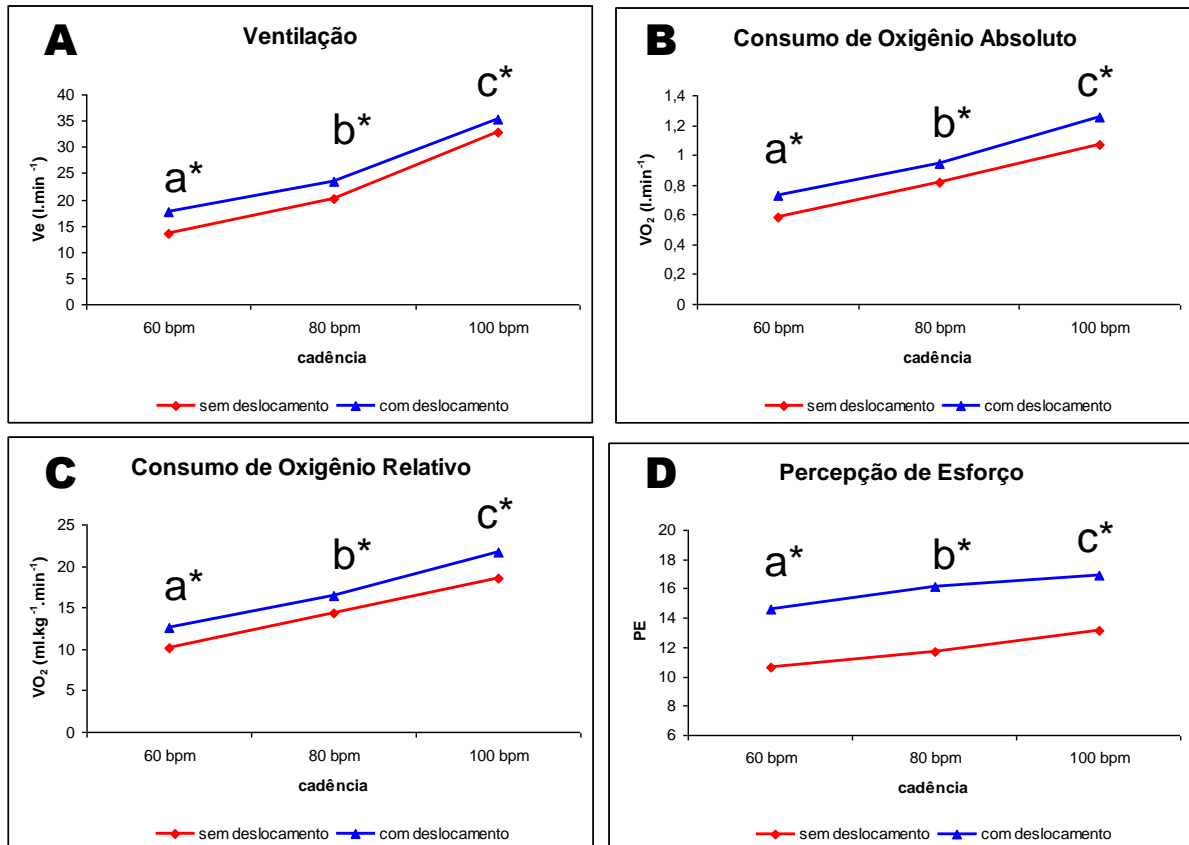 A
Ventilação
Ve (l.min⁻¹)
40
35
30
25
20
15
10
5
0
a*
b*
c*
60 bpm 80 bpm 100 bpm
cadência
sem deslocamento com deslocamento
B
Consumo de Oxigênio Absoluto
VO₂ (l.min⁻¹)
1,4
1,2
1
0,8
0,6
0,4
0,2
0
a*
b*
c*
60 bpm 80 bpm 100 bpm
cadência
sem deslocamento com deslocamento
C
Consumo de Oxigênio Relativo
VO₂ (ml.kg⁻¹.min⁻¹)
25
20
15
10
5
0
a*
b*
c*
60 bpm 80 bpm 100 bpm
cadência
sem deslocamento com deslocamento
D
Percepção de Esforço
PE
20
18
16
14
12
10
8
6
a*
b*
c*
60 bpm 80 bpm 100 bpm
cadência
sem deslocamento com deslocamento